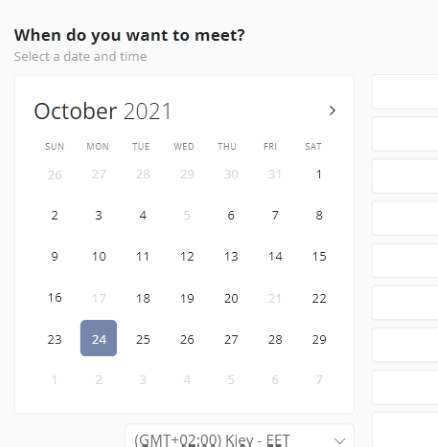 When do you want to meet?
Select a date and time
October 2021
SUN MON TUE WED THU FRI SAT
26 27 28 29 30 31 1
2 3 4 5 6 7 8
9 10 11 12 13 14 15
16 17 18 19 20 21 22
23 24 25 26 27 28 29
1 2 3 4 5 6 7
(GMT+02:00) Kiev - EET